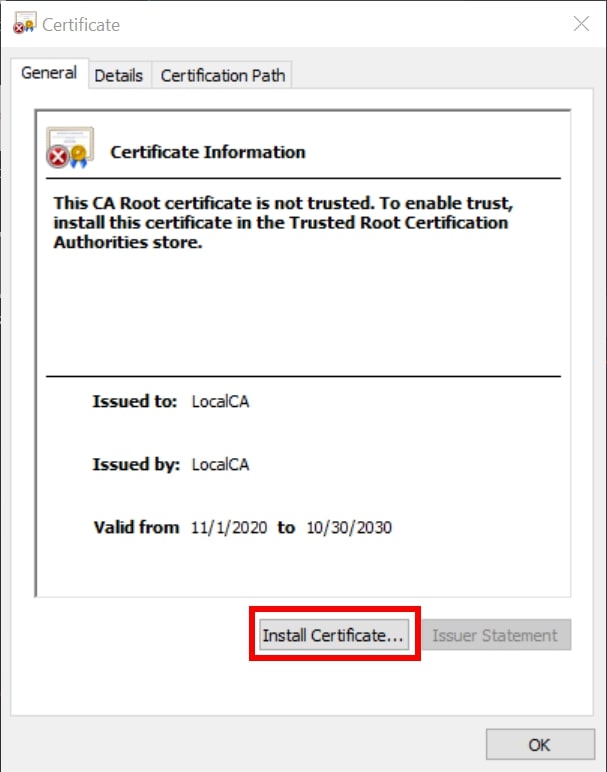 Certificate
General
Details
Certification Path
Certificate Information
This CA Root certificate is not trusted. To enable trust,
install this certificate in the Trusted Root Certification
Authorities store.
Issued to: LocalCA
Issued by: LocalCA
Valid from 11/1/2020 to 10/30/2030
Install Certificate...
Issuer Statement
OK